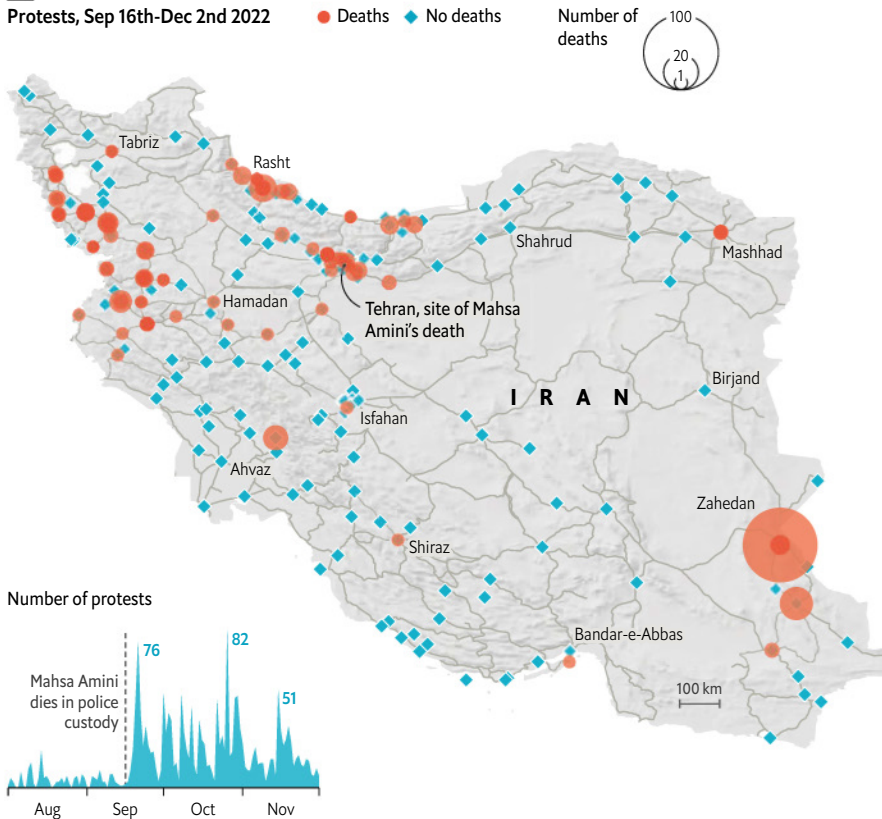 Protests, Sep 16th-Dec 2nd 2022
Deaths
No deaths
Number of
deaths
100
20
1
Tabriz
Rasht
Shahrud
Mashhad
Hamadan
Tehran, site of Mahsa
Amini's death
IRAN
Birjand
Isfahan
Ahvaz
Zahedan
Shiraz
Bandar-e-Abbas
100 km
Number of protests
Mahsa Amini
dies in police
custody
76
82
51
Aug
Sep
Oct
Nov